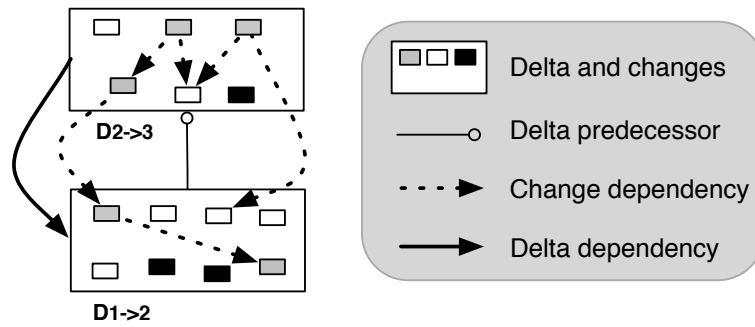 D2->3
D1->2
Delta and changes
Delta predecessor
Change dependency
Delta dependency